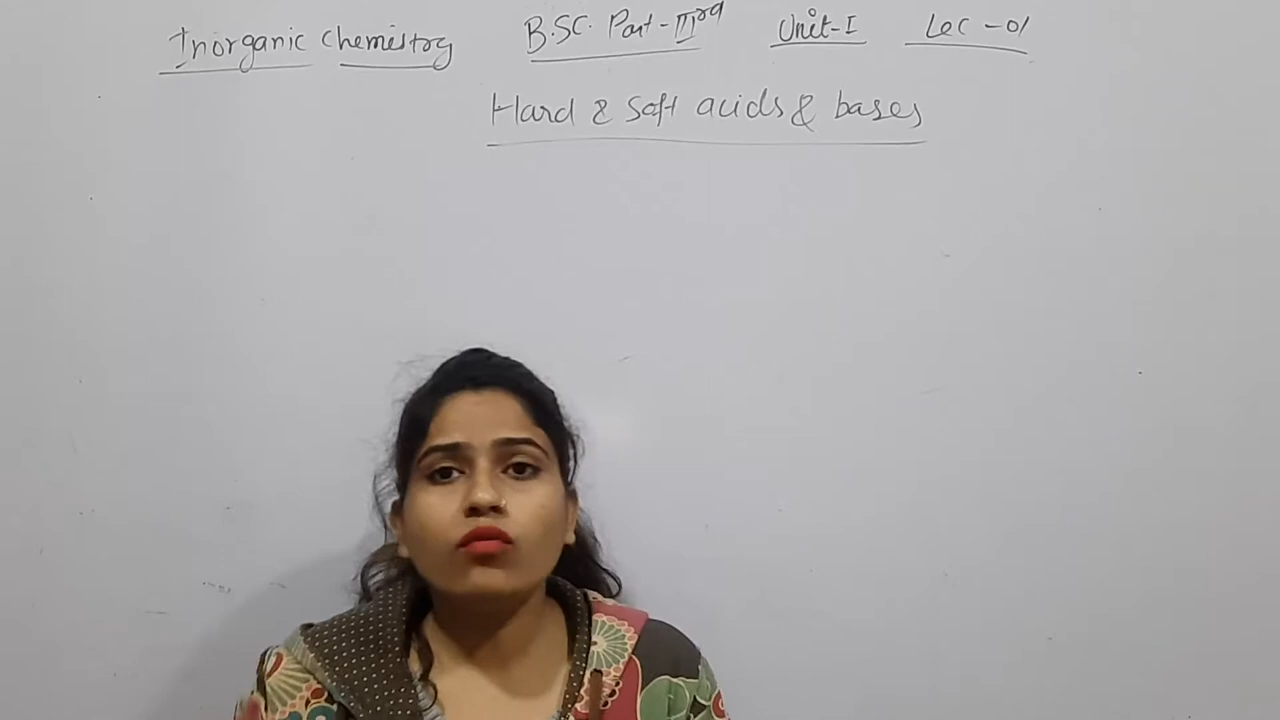 Inorganic chemistry B.SC. Part-IIIrd Unit-I Lec-01
Hard & Soft acids & bases